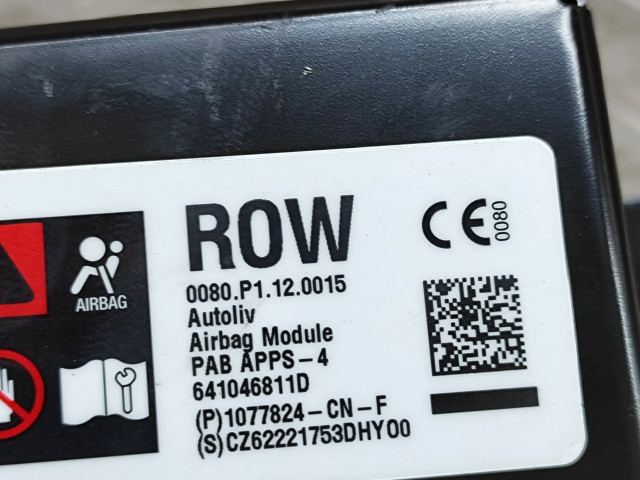 ROW
CE 0080
0080.P1.12.0015
Autoliv
Airbag Module
PAB APPS-4
641046811D
(P)1077824-CN-F
(S)CZ62221753DHY00
AIRBAG